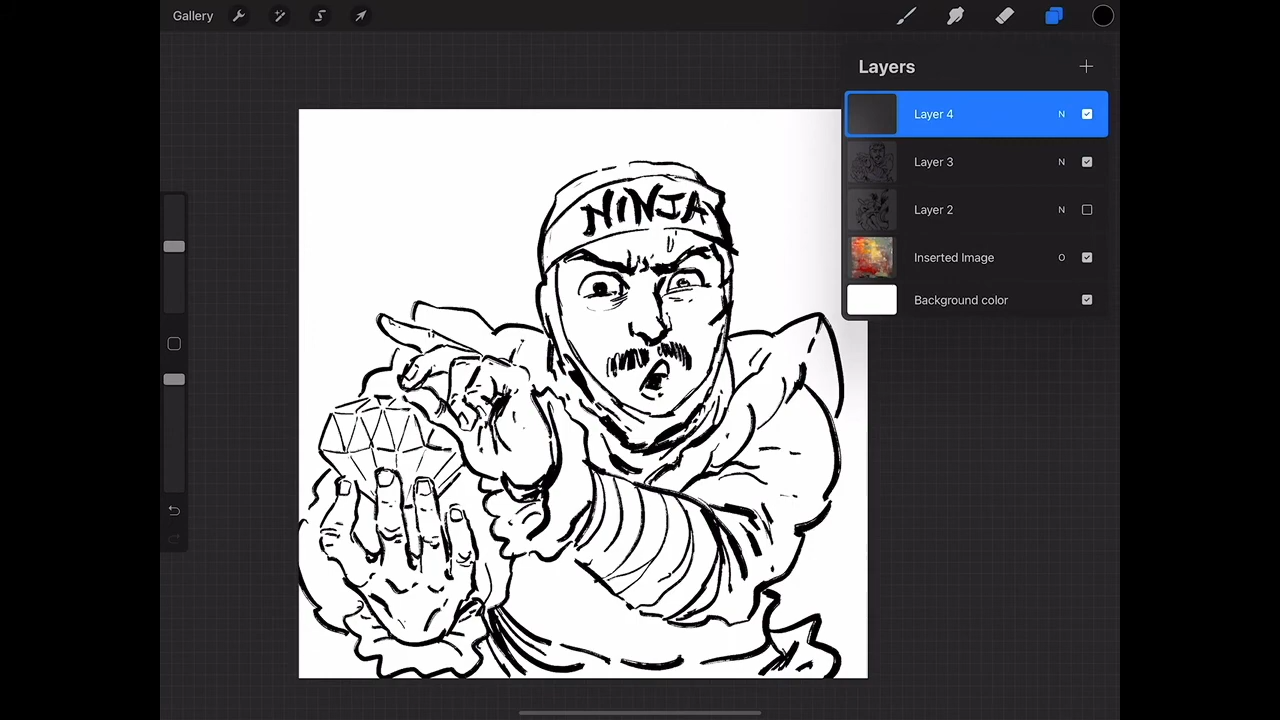 Gallery
Layers
Layer 4 N
Layer 3 N
Layer 2 N
Inserted Image O
Background color
NINJA